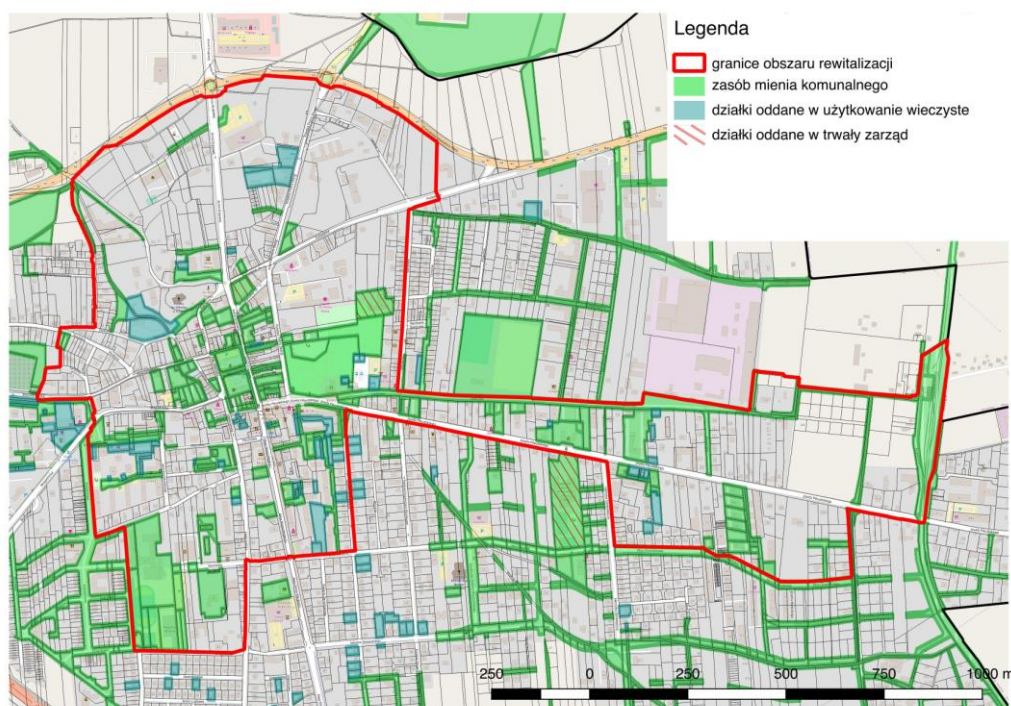 Legenda
granice obszaru rewitalizacji
zasób mienia komunalnego
działki oddane w użytkowanie wieczyste
działki oddane w trwały zarząd
250 0 250 500 750 1000 m